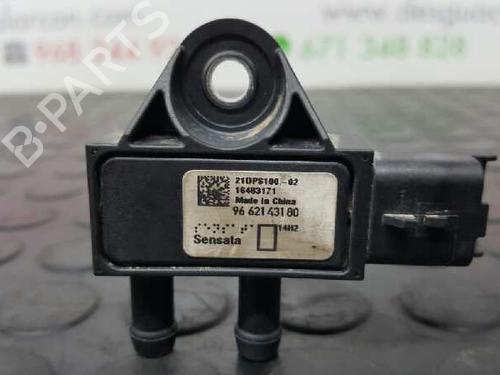 B-PARTS
671 348 828
21DPS100-02
16483171
Made in China
96 621 431 80
14H2
Sensata